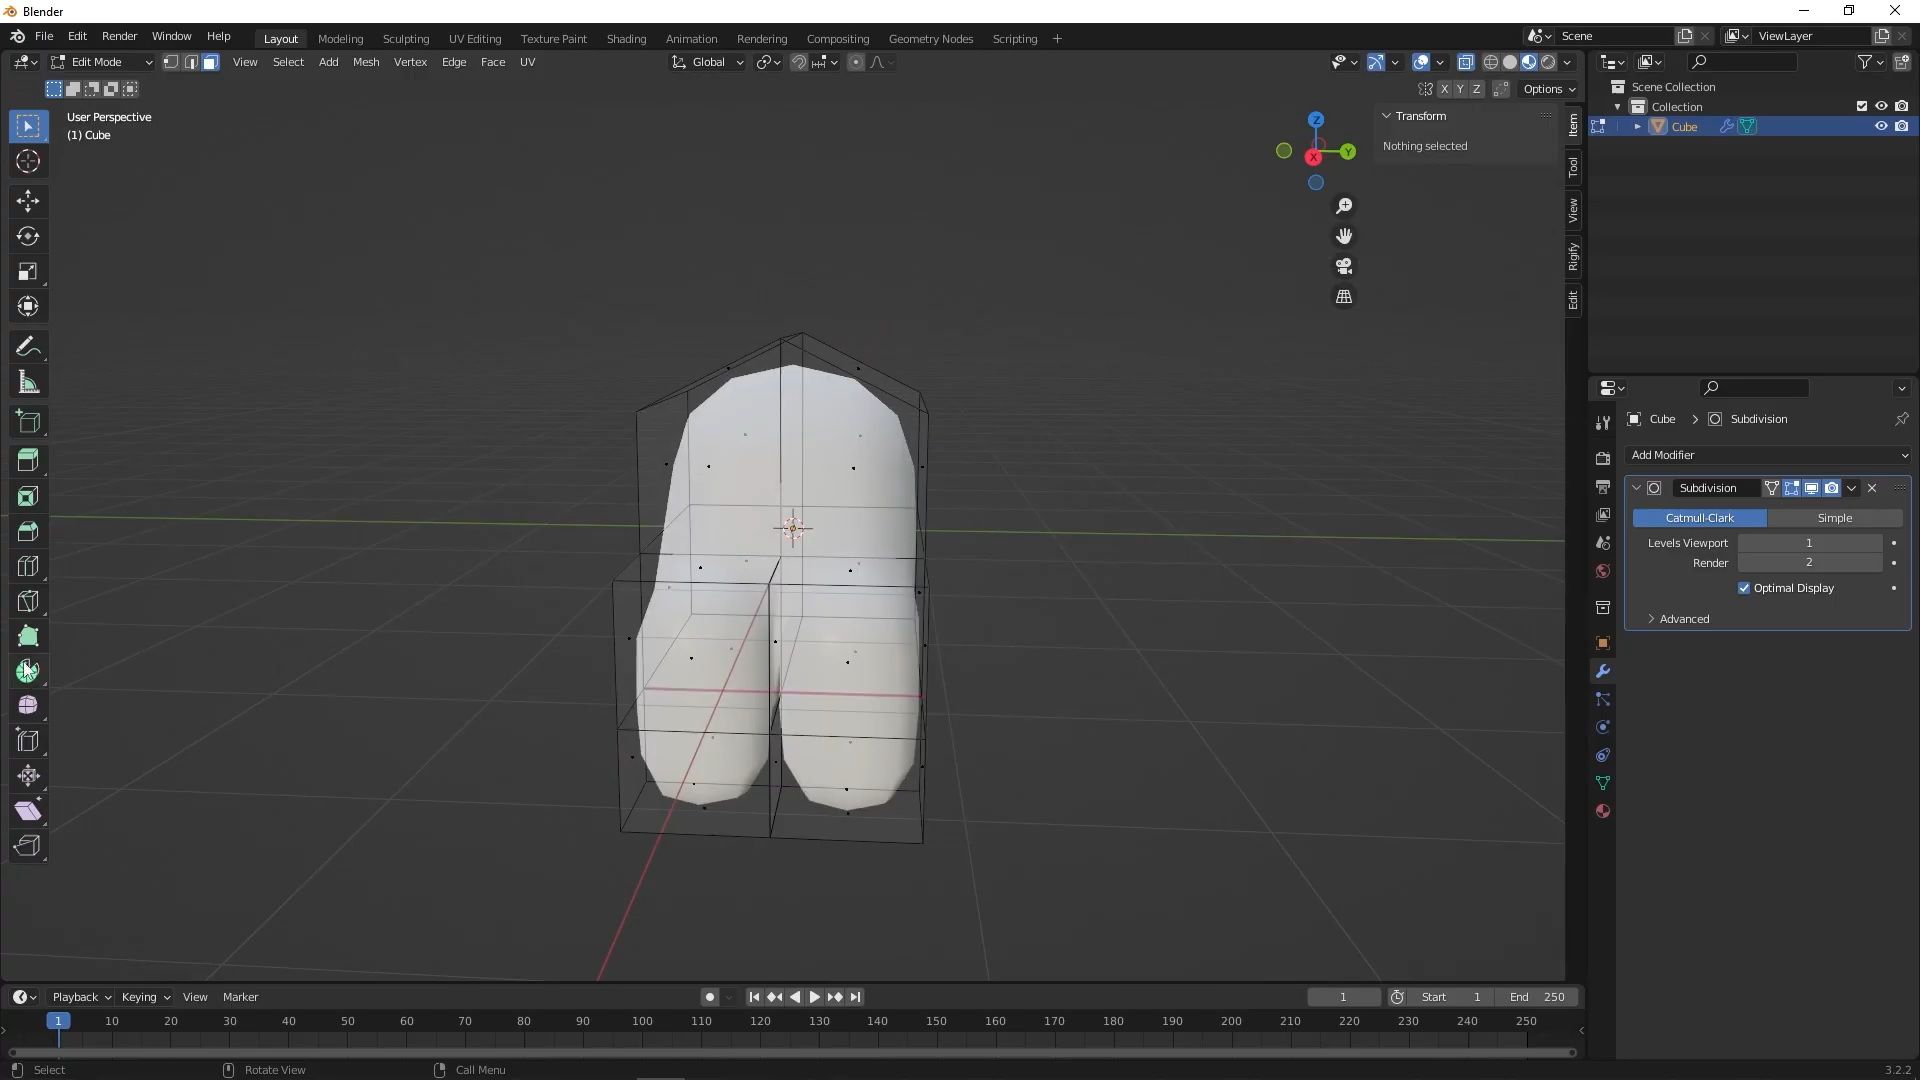 Blender
File Edit Render Window Help Layout Modeling Sculpting UV Editing Texture Paint Shading Animation Rendering Compositing Geometry Nodes Scripting + Scene ViewLayer
Edit Mode View Select Add Mesh Vertex Edge Face UV Global
X Y Z Options
User Perspective
(1) Cube
Z
Y
X
Transform
Nothing selected
Item
Tool
View
Rigify
Edit
Scene Collection
Collection
Cube
Cube > Subdivision
Add Modifier
Subdivision
Catmull-Clark Simple
Levels Viewport 1
Render 2
Optimal Display
Advanced
Playback Keying View Marker 1 Start 1 End 250
1 10 20 30 40 50 60 70 80 90 100 110 120 130 140 150 160 170 180 190 200 210 220 230 240 250
Select Rotate View Call Menu 3.2.2